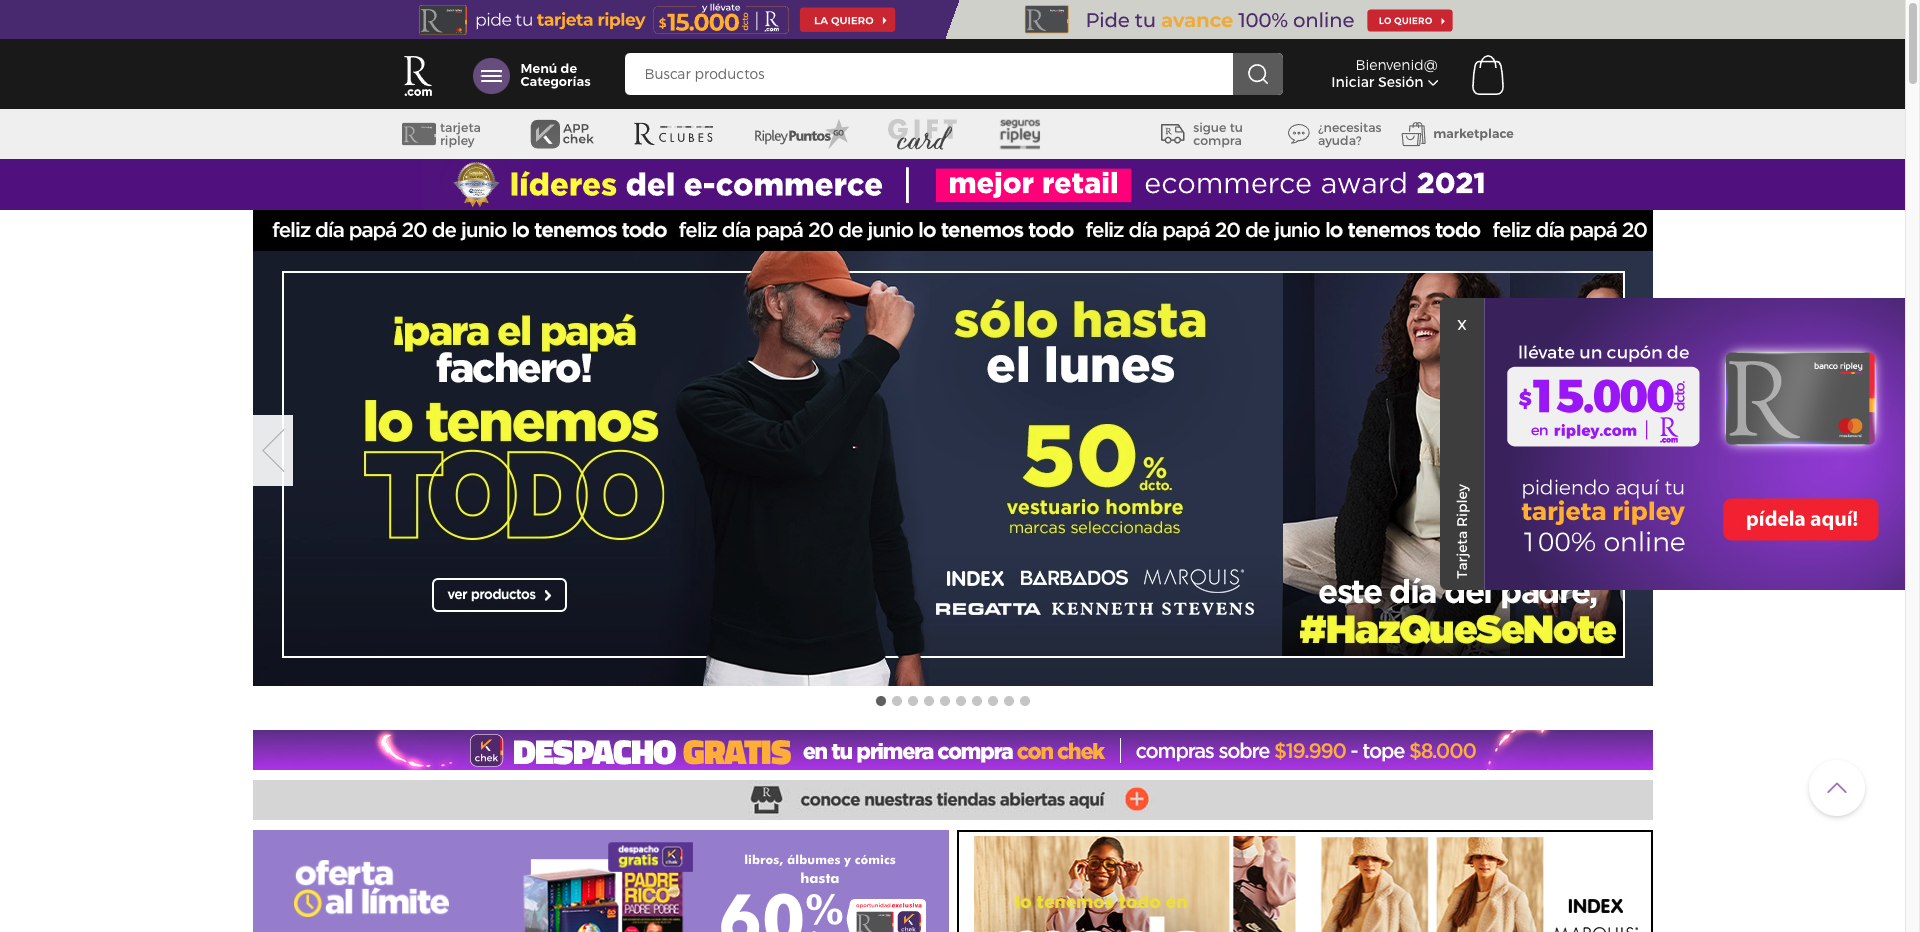 pide tu tarjeta ripley
y llévate
$15.000 dcto
R
.com
LA QUIERO
Pide tu avance 100% online
LO QUIERO
R
.com
Menú de
Categorías
Buscar productos
Bienvenid@
Iniciar Sesión
tarjeta
ripley
APP
chek
R CLUBES
RipleyPuntos GO
GIFT
card
seguros
ripley
sigue tu
compra
¿necesitas
ayuda?
marketplace
líderes del e-commerce
mejor retail ecommerce award 2021
feliz día papá 20 de junio lo tenemos todo feliz día papá 20 de junio lo tenemos todo feliz día papá 20 de junio lo tenemos todo feliz día papá 20
¡para el papá
fachero!
lo tenemos
TODO
ver productos
sólo hasta
el lunes
50%
dcto.
vestuario hombre
marcas seleccionadas
INDEX BARBADOS MARQUIS
REGATTA KENNETH STEVENS
este día del padre,
#HazQueSeNote
x
Tarjeta Ripley
llévate un cupón de
$15.000 dcto.
en ripley.com
R
.com
banco ripley
pidiendo aquí tu
tarjeta ripley
100% online
pídela aquí!
chek
DESPACHO GRATIS en tu primera compra con chek
compras sobre $19.990 - tope $8.000
conoce nuestras tiendas abiertas aquí
oferta
al límite
despacho
gratis
chek
PADRE
RICO
PADRE POBRE
libros, álbumes y cómics
hasta
60%
oportunidad exclusiva
chek
lo tenemos todo en
INDEX
MARQUIS